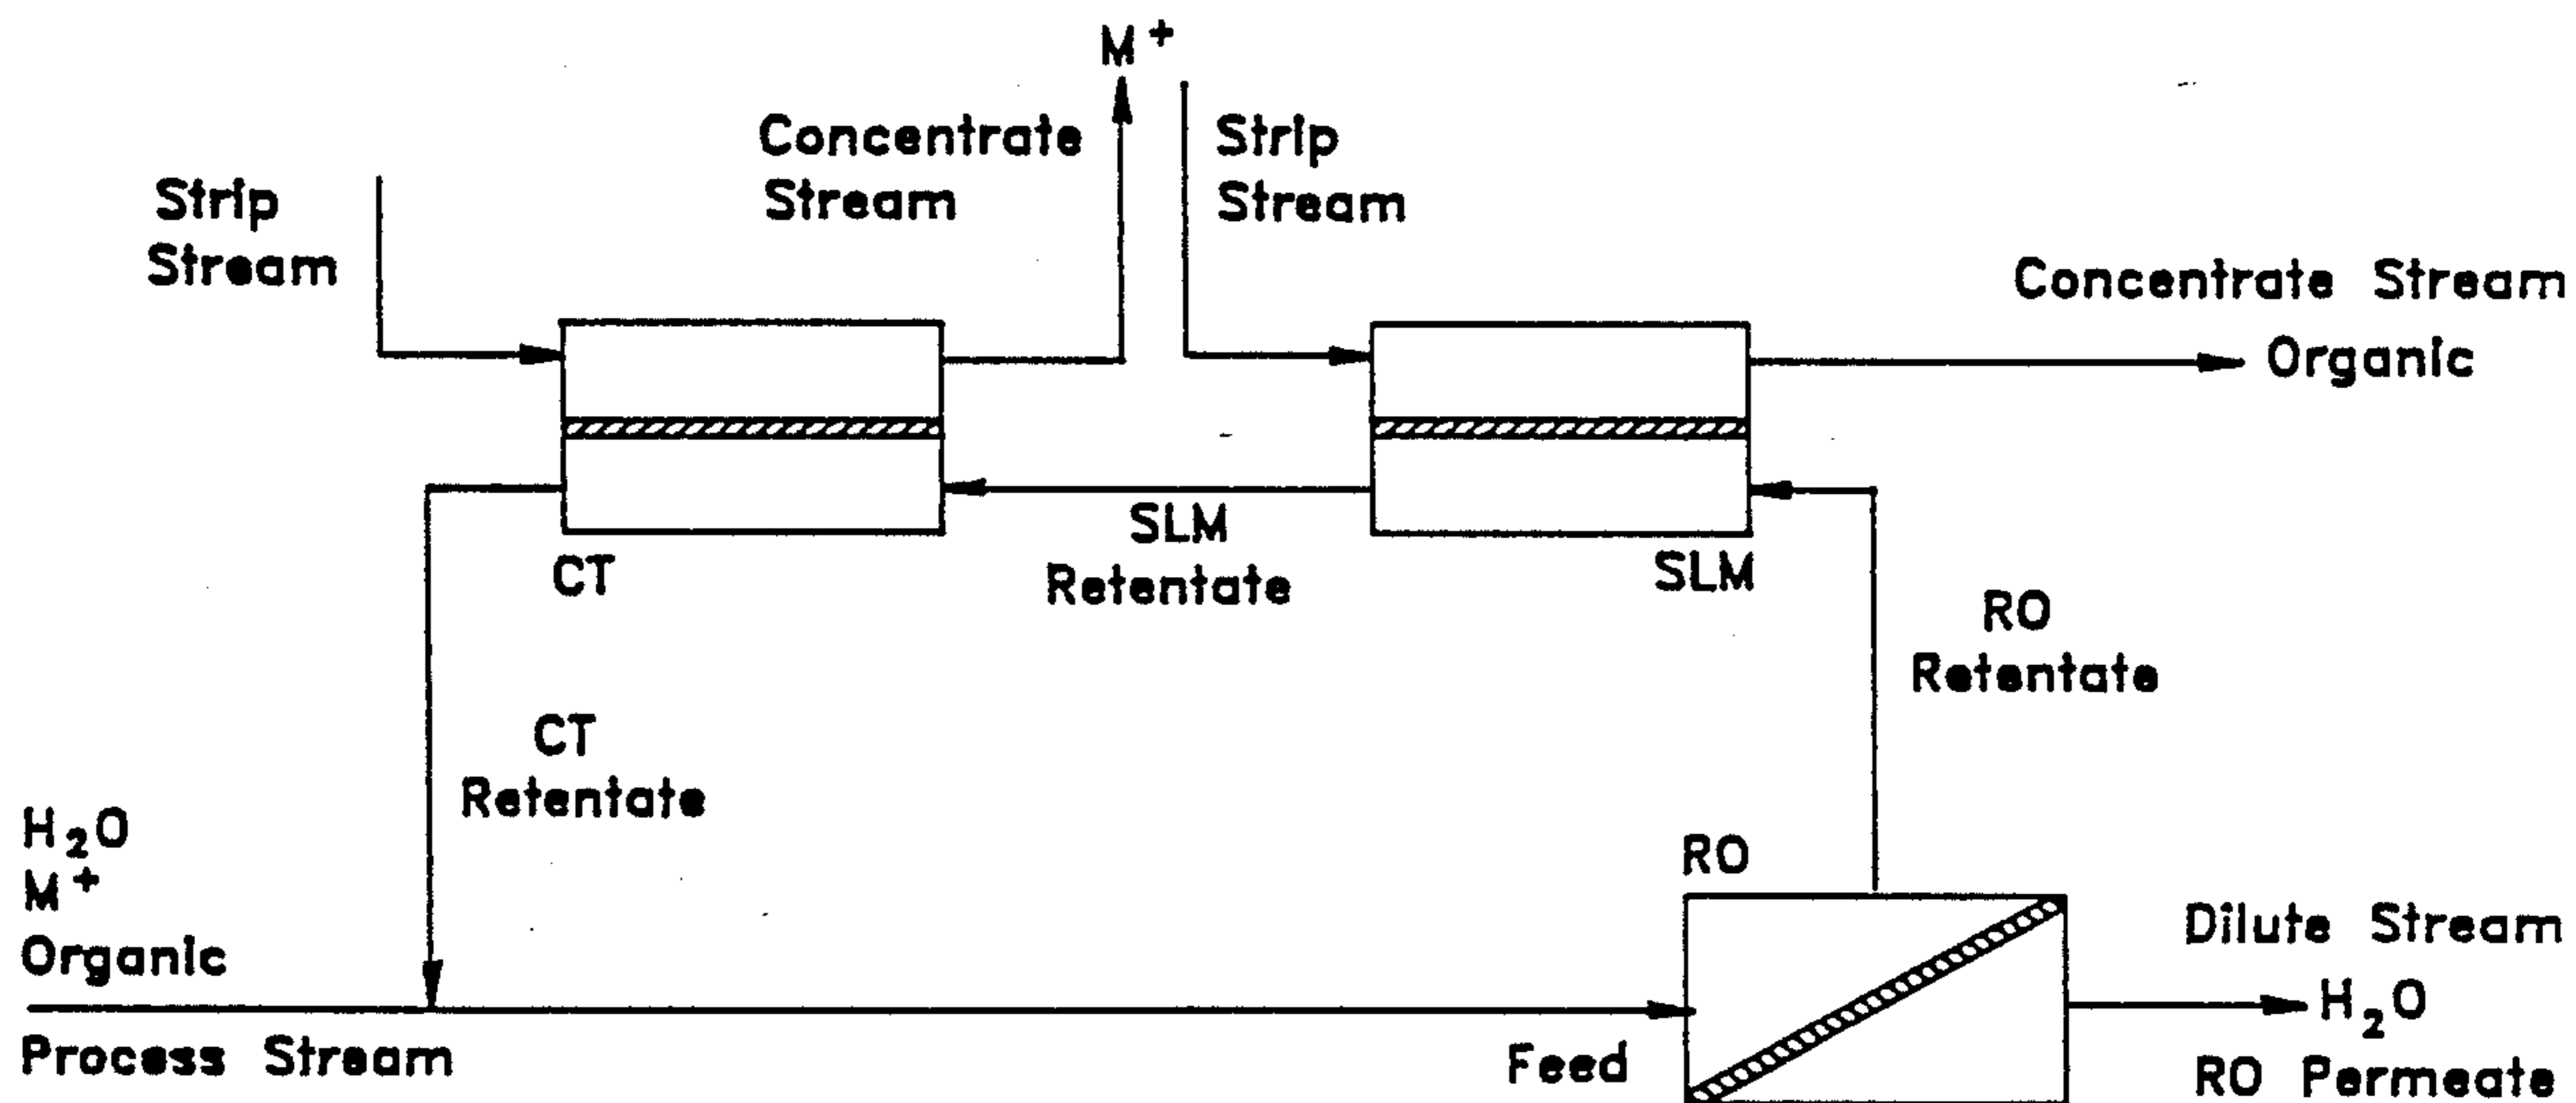 M⁺
Concentrate
Stream
Strip
Stream
Strip
Stream
Concentrate Stream
Organic
SLM
Retentate
CT
SLM
RO
Retentate
CT
Retentate
H₂O
M⁺
Organic
Process Stream
RO
Feed
Dilute Stream
H₂O
RO Permeate